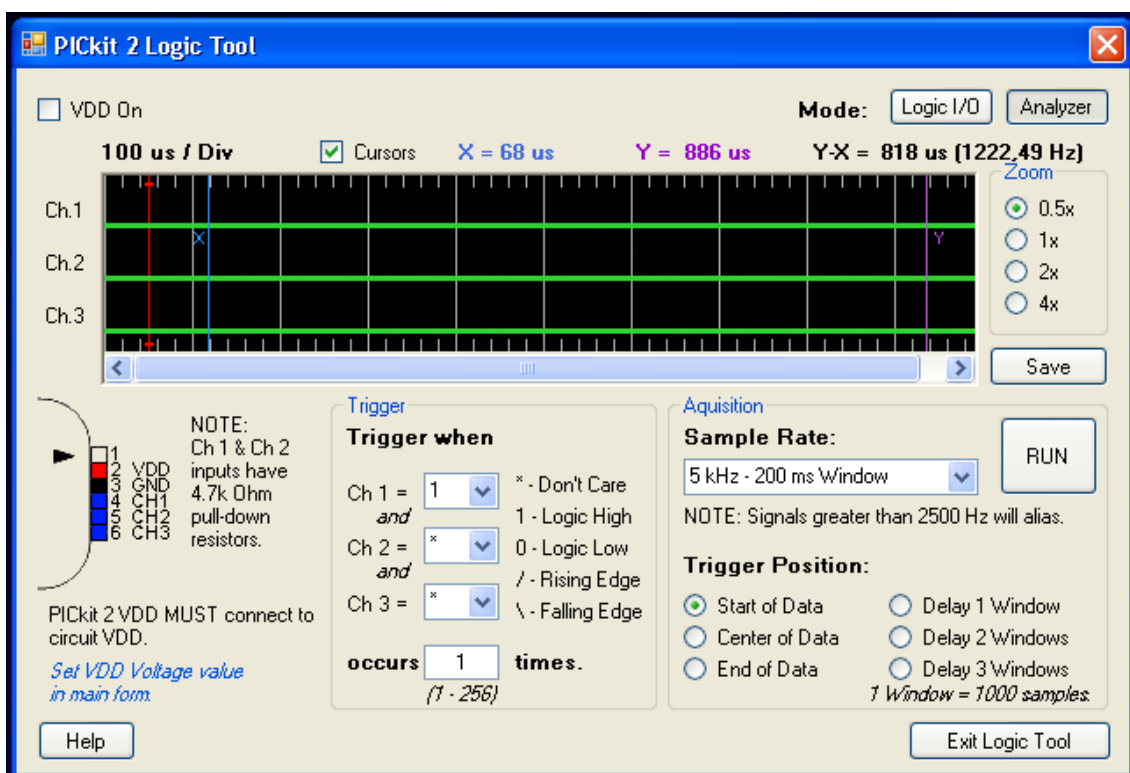 PICkit 2 Logic Tool
VDD On
Mode: Logic I/O Analyzer
100 us / Div Cursors X = 68 us Y = 886 us Y-X = 818 us (1222,49 Hz)
Zoom
Ch.1
0.5x
X Y
1x
Ch.2
2x
4x
Ch.3
Save
NOTE:
Ch 1 & Ch 2
inputs have
4.7k Ohm
pull-down
resistors.
1
2 VDD
3 GND
4 CH1
5 CH2
6 CH3
PICkit 2 VDD MUST connect to
circuit VDD.
Set VDD Voltage value
in main form.
Trigger
Trigger when
Ch 1 = 1
and
Ch 2 = *
and
Ch 3 = *
* - Don't Care
1 - Logic High
0 - Logic Low
/ - Rising Edge
\ - Falling Edge
occurs 1 times.
(1 - 256)
Aquisition
Sample Rate:
5 kHz - 200 ms Window
RUN
NOTE: Signals greater than 2500 Hz will alias.
Trigger Position:
Start of Data Delay 1 Window
Center of Data Delay 2 Windows
End of Data Delay 3 Windows
1 Window = 1000 samples.
Help
Exit Logic Tool